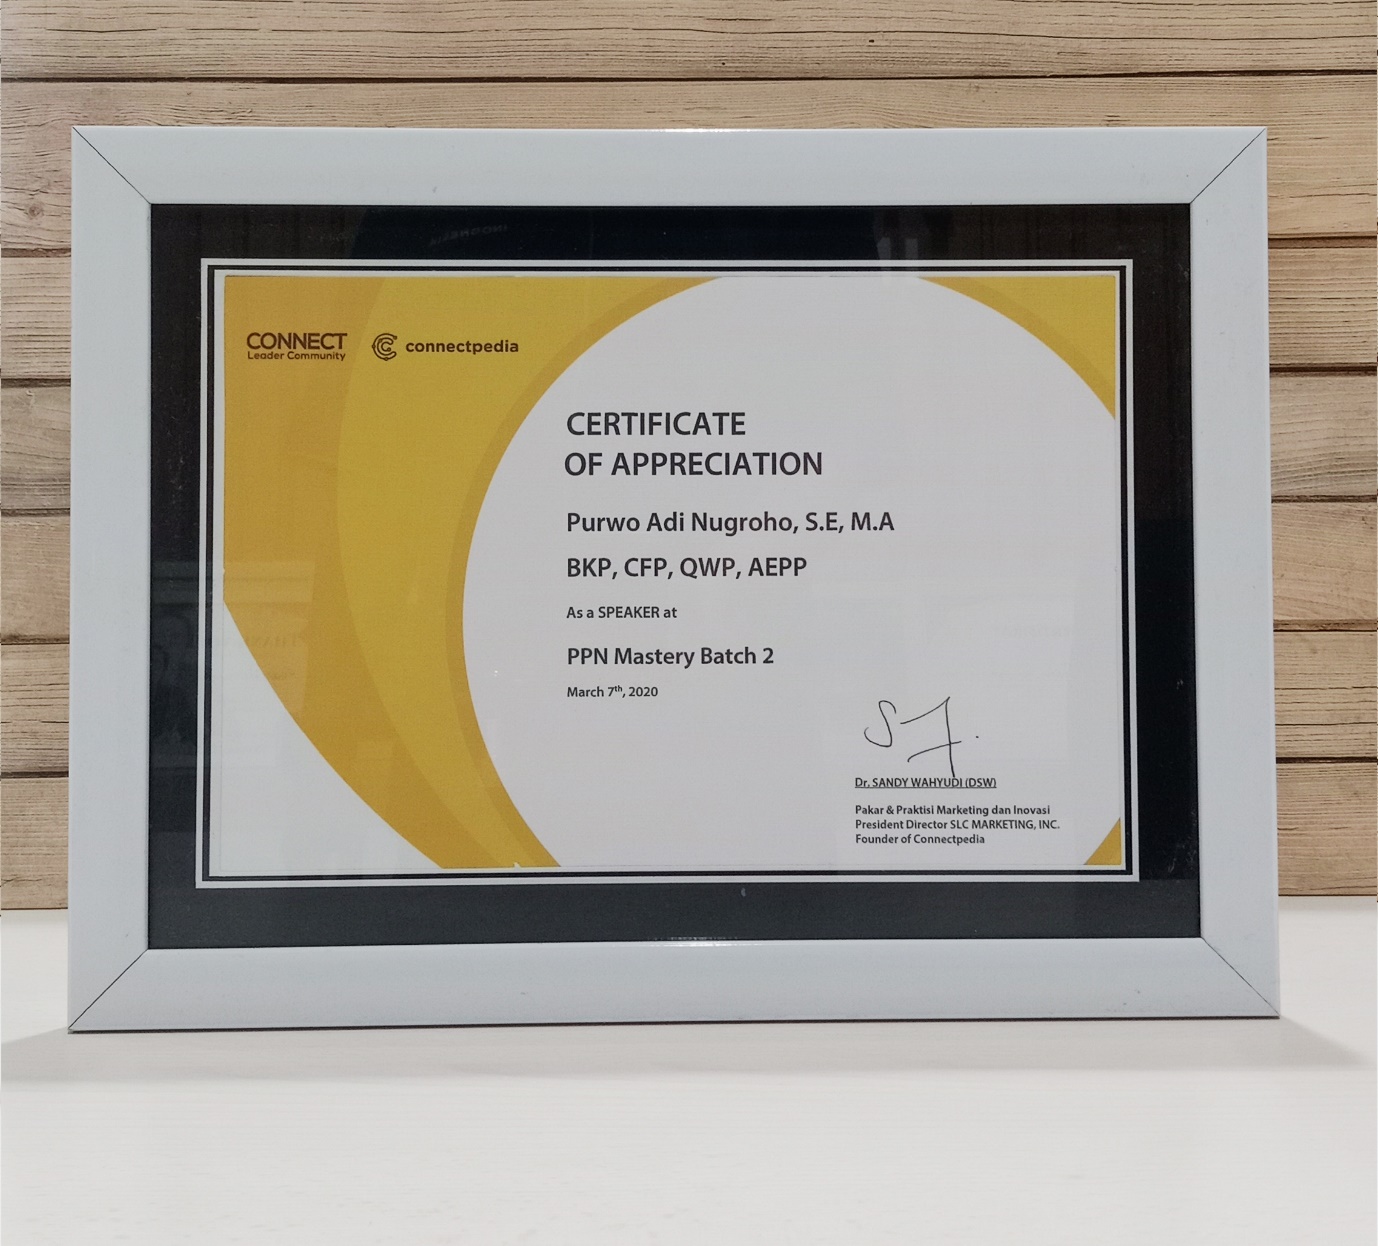 CONNECT
Leader Community
connectpedia
CERTIFICATE
OF APPRECIATION
Purwo Adi Nugroho, S.E, M.A
BKP, CFP, QWP, AEPP
As a SPEAKER at
PPN Mastery Batch 2
March 7th, 2020
Dr. SANDY WAHYUDI (DSW)
Pakar & Praktisi Marketing dan Inovasi
President Director SLC MARKETING, INC.
Founder of Connectpedia